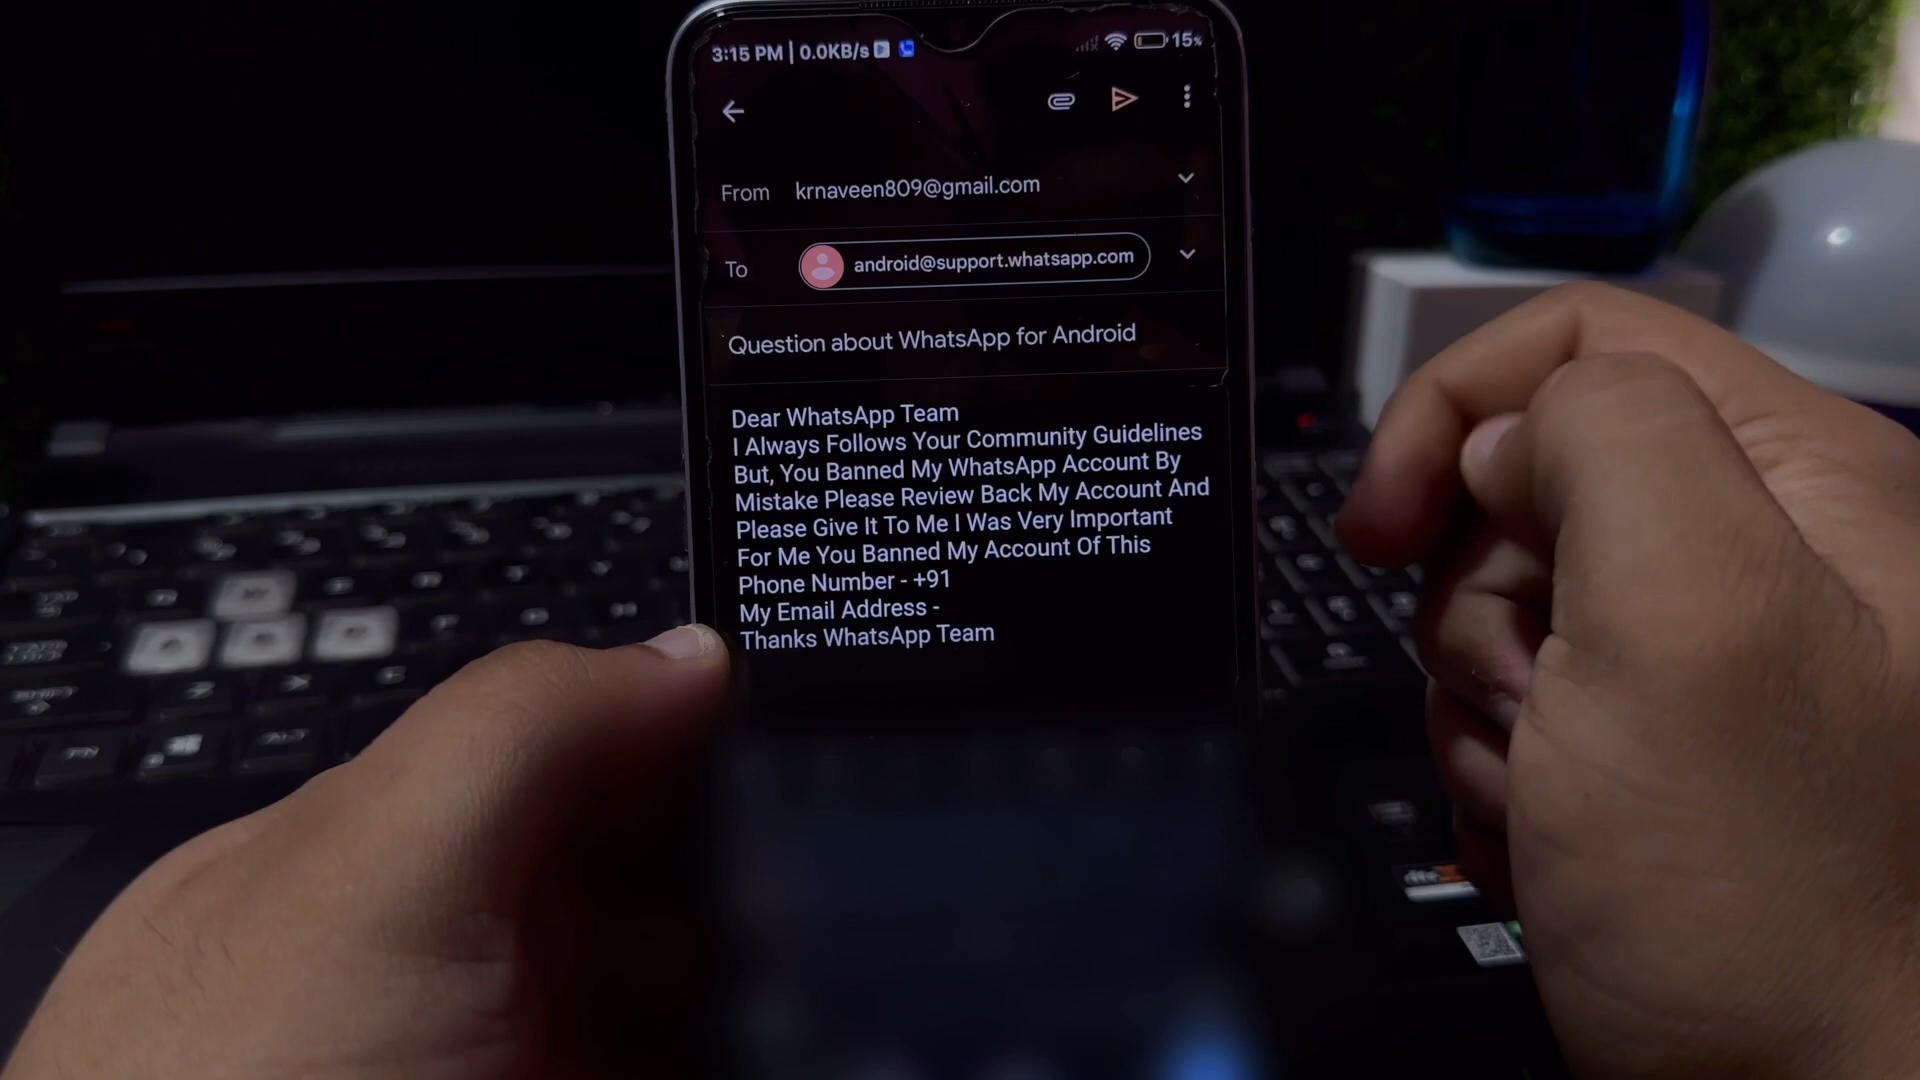 3:15 PM | 0.0KB/s 15%
From krnaveen809@gmail.com
To android@support.whatsapp.com
Question about WhatsApp for Android
Dear WhatsApp Team
I Always Follows Your Community Guidelines
But, You Banned My WhatsApp Account By
Mistake Please Review Back My Account And
Please Give It To Me I Was Very Important
For Me You Banned My Account Of This
Phone Number - +91
My Email Address -
Thanks WhatsApp Team